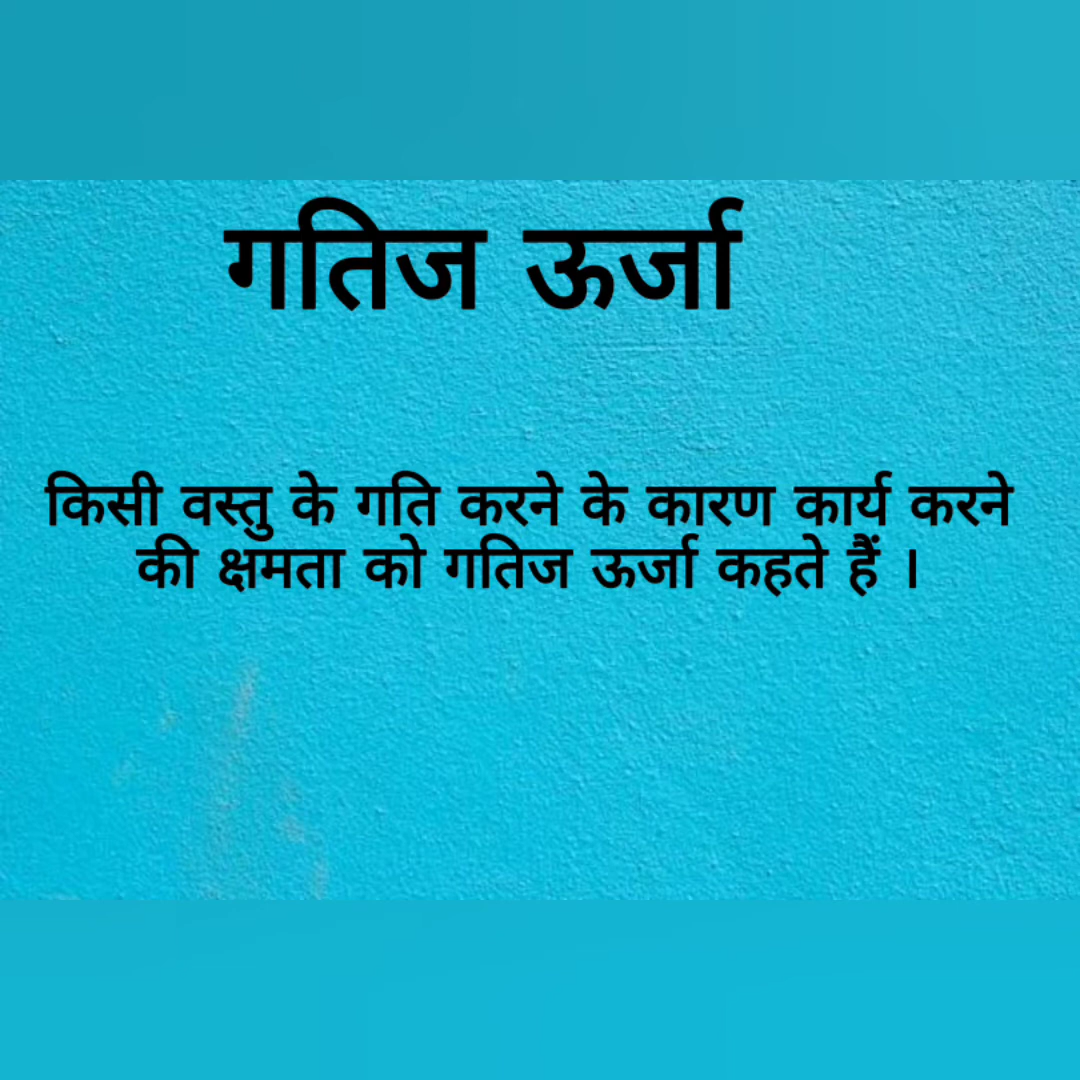 गतिज ऊर्जा
किसी वस्तु के गति करने के कारण कार्य करने
की क्षमता को गतिज ऊर्जा कहते हैं ।